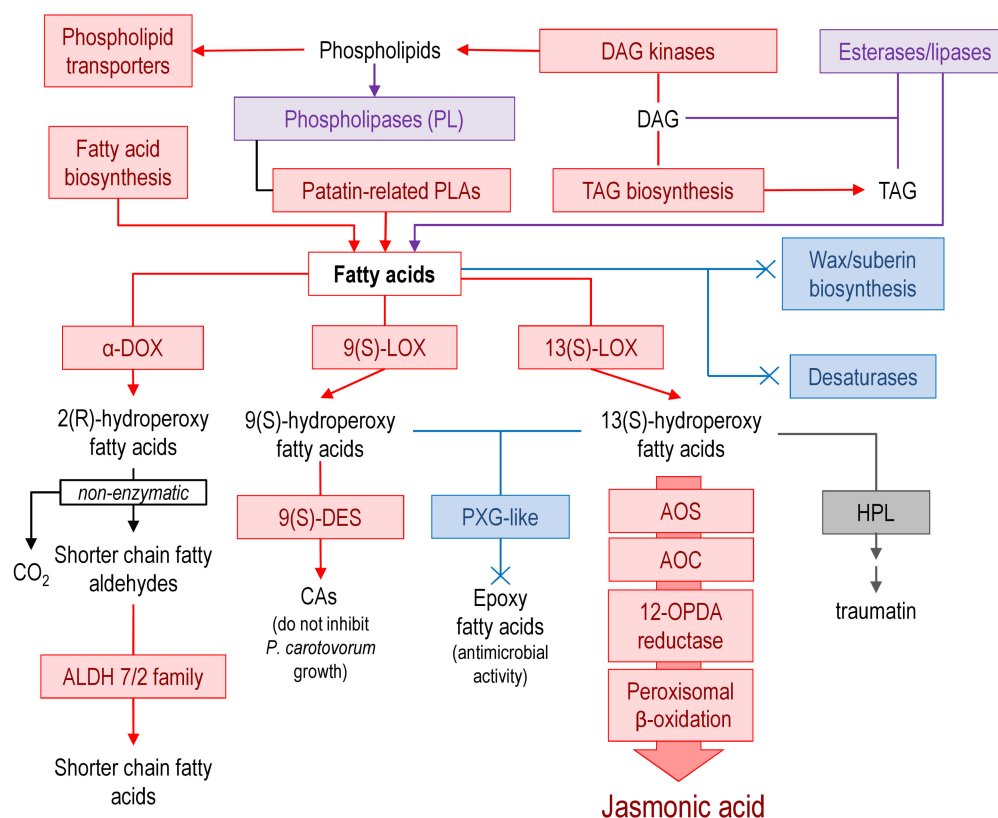 Phospholipid
transporters
Phospholipids
DAG kinases
Esterases/lipases
Phospholipases (PL)
DAG
Fatty acid
biosynthesis
Patatin-related PLAs
TAG biosynthesis
TAG
Fatty acids
Wax/suberin
biosynthesis
α-DOX
9(S)-LOX
13(S)-LOX
Desaturases
2(R)-hydroperoxy
fatty acids
9(S)-hydroperoxy
fatty acids
13(S)-hydroperoxy
fatty acids
non-enzymatic
9(S)-DES
PXG-like
AOS
HPL
CO2
Shorter chain fatty
aldehydes
AOC
CAs
(do not inhibit
P. carotovorum
growth)
Epoxy
fatty acids
(antimicrobial
activity)
12-OPDA
reductase
traumatin
ALDH 7/2 family
Peroxisomal
β-oxidation
Shorter chain fatty
acids
Jasmonic acid